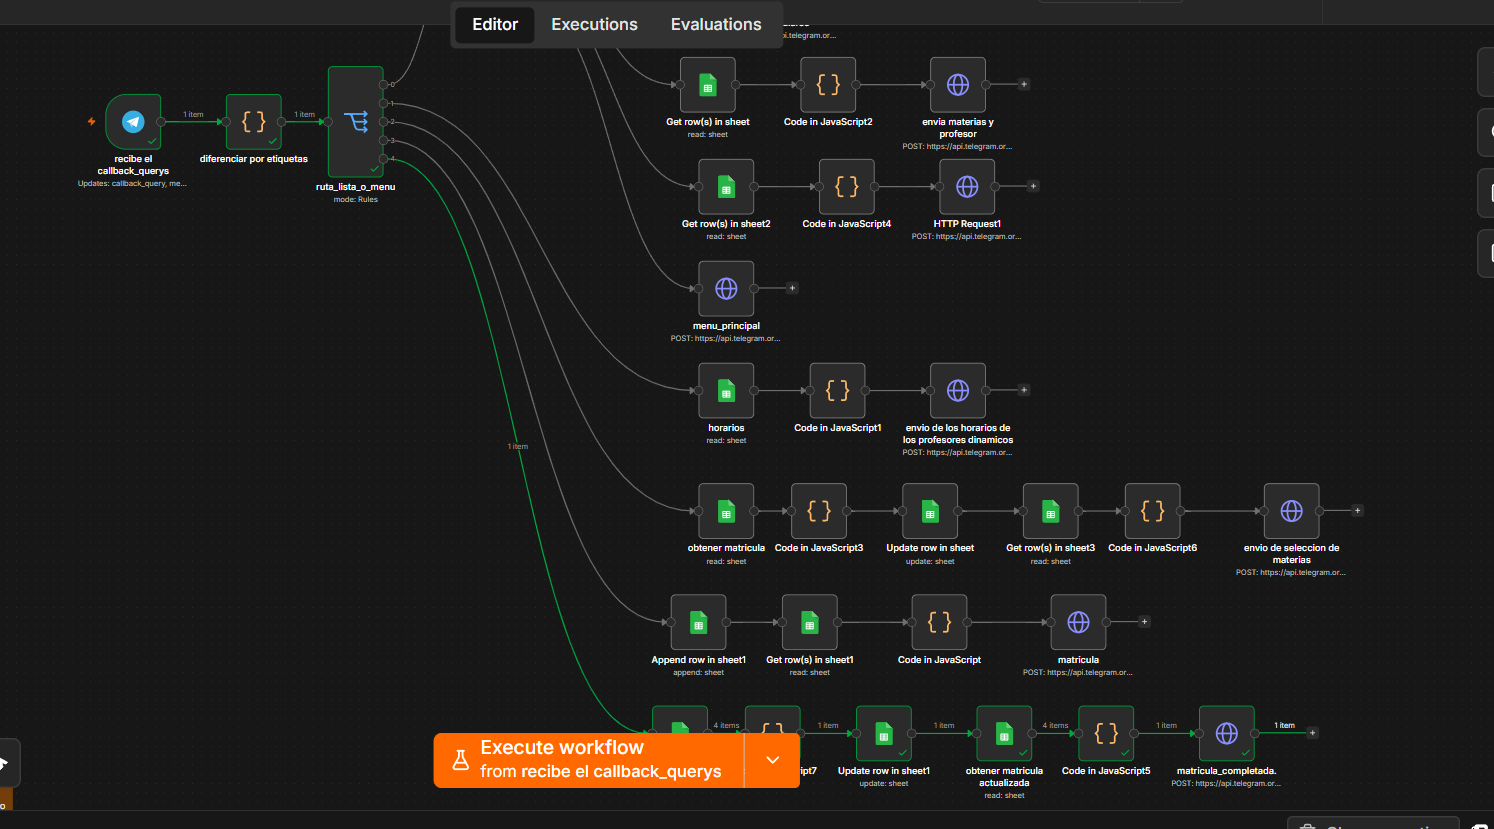 Editor
Executions
Evaluations
i.telegram.or...
Get row(s) in sheet
read: sheet
Code in JavaScript2
envia materias y
profesor
POST: https://api.telegram.or...
1 item
1 item
0
1
2
3
4
recibe el
callback_querys
Updates: callback_query, me...
diferenciar por etiquetas
ruta_lista_o_menu
mode: Rules
Get row(s) in sheet2
read: sheet
Code in JavaScript4
HTTP Request1
POST: https://api.telegram.or...
menu_principal
POST: https://api.telegram.or...
horarios
read: sheet
Code in JavaScript1
envio de los horarios de
los profesores dinamicos
POST: https://api.telegram.or...
1 item
obtener matricula
read: sheet
Code in JavaScript3
Update row in sheet
update: sheet
Get row(s) in sheet3
read: sheet
Code in JavaScript6
envio de seleccion de
materias
POST: https://api.telegram.or...
Append row in sheet1
append: sheet
Get row(s) in sheet1
read: sheet
Code in JavaScript
matricula
POST: https://api.telegram.or...
4 items
1 item
1 item
4 items
1 item
1 item
Execute workflow
from recibe el callback_querys
ipt7
Update row in sheet1
update: sheet
obtener matricula
actualizada
read: sheet
Code in JavaScript5
matricula_completada.
POST: https://api.telegram.or...